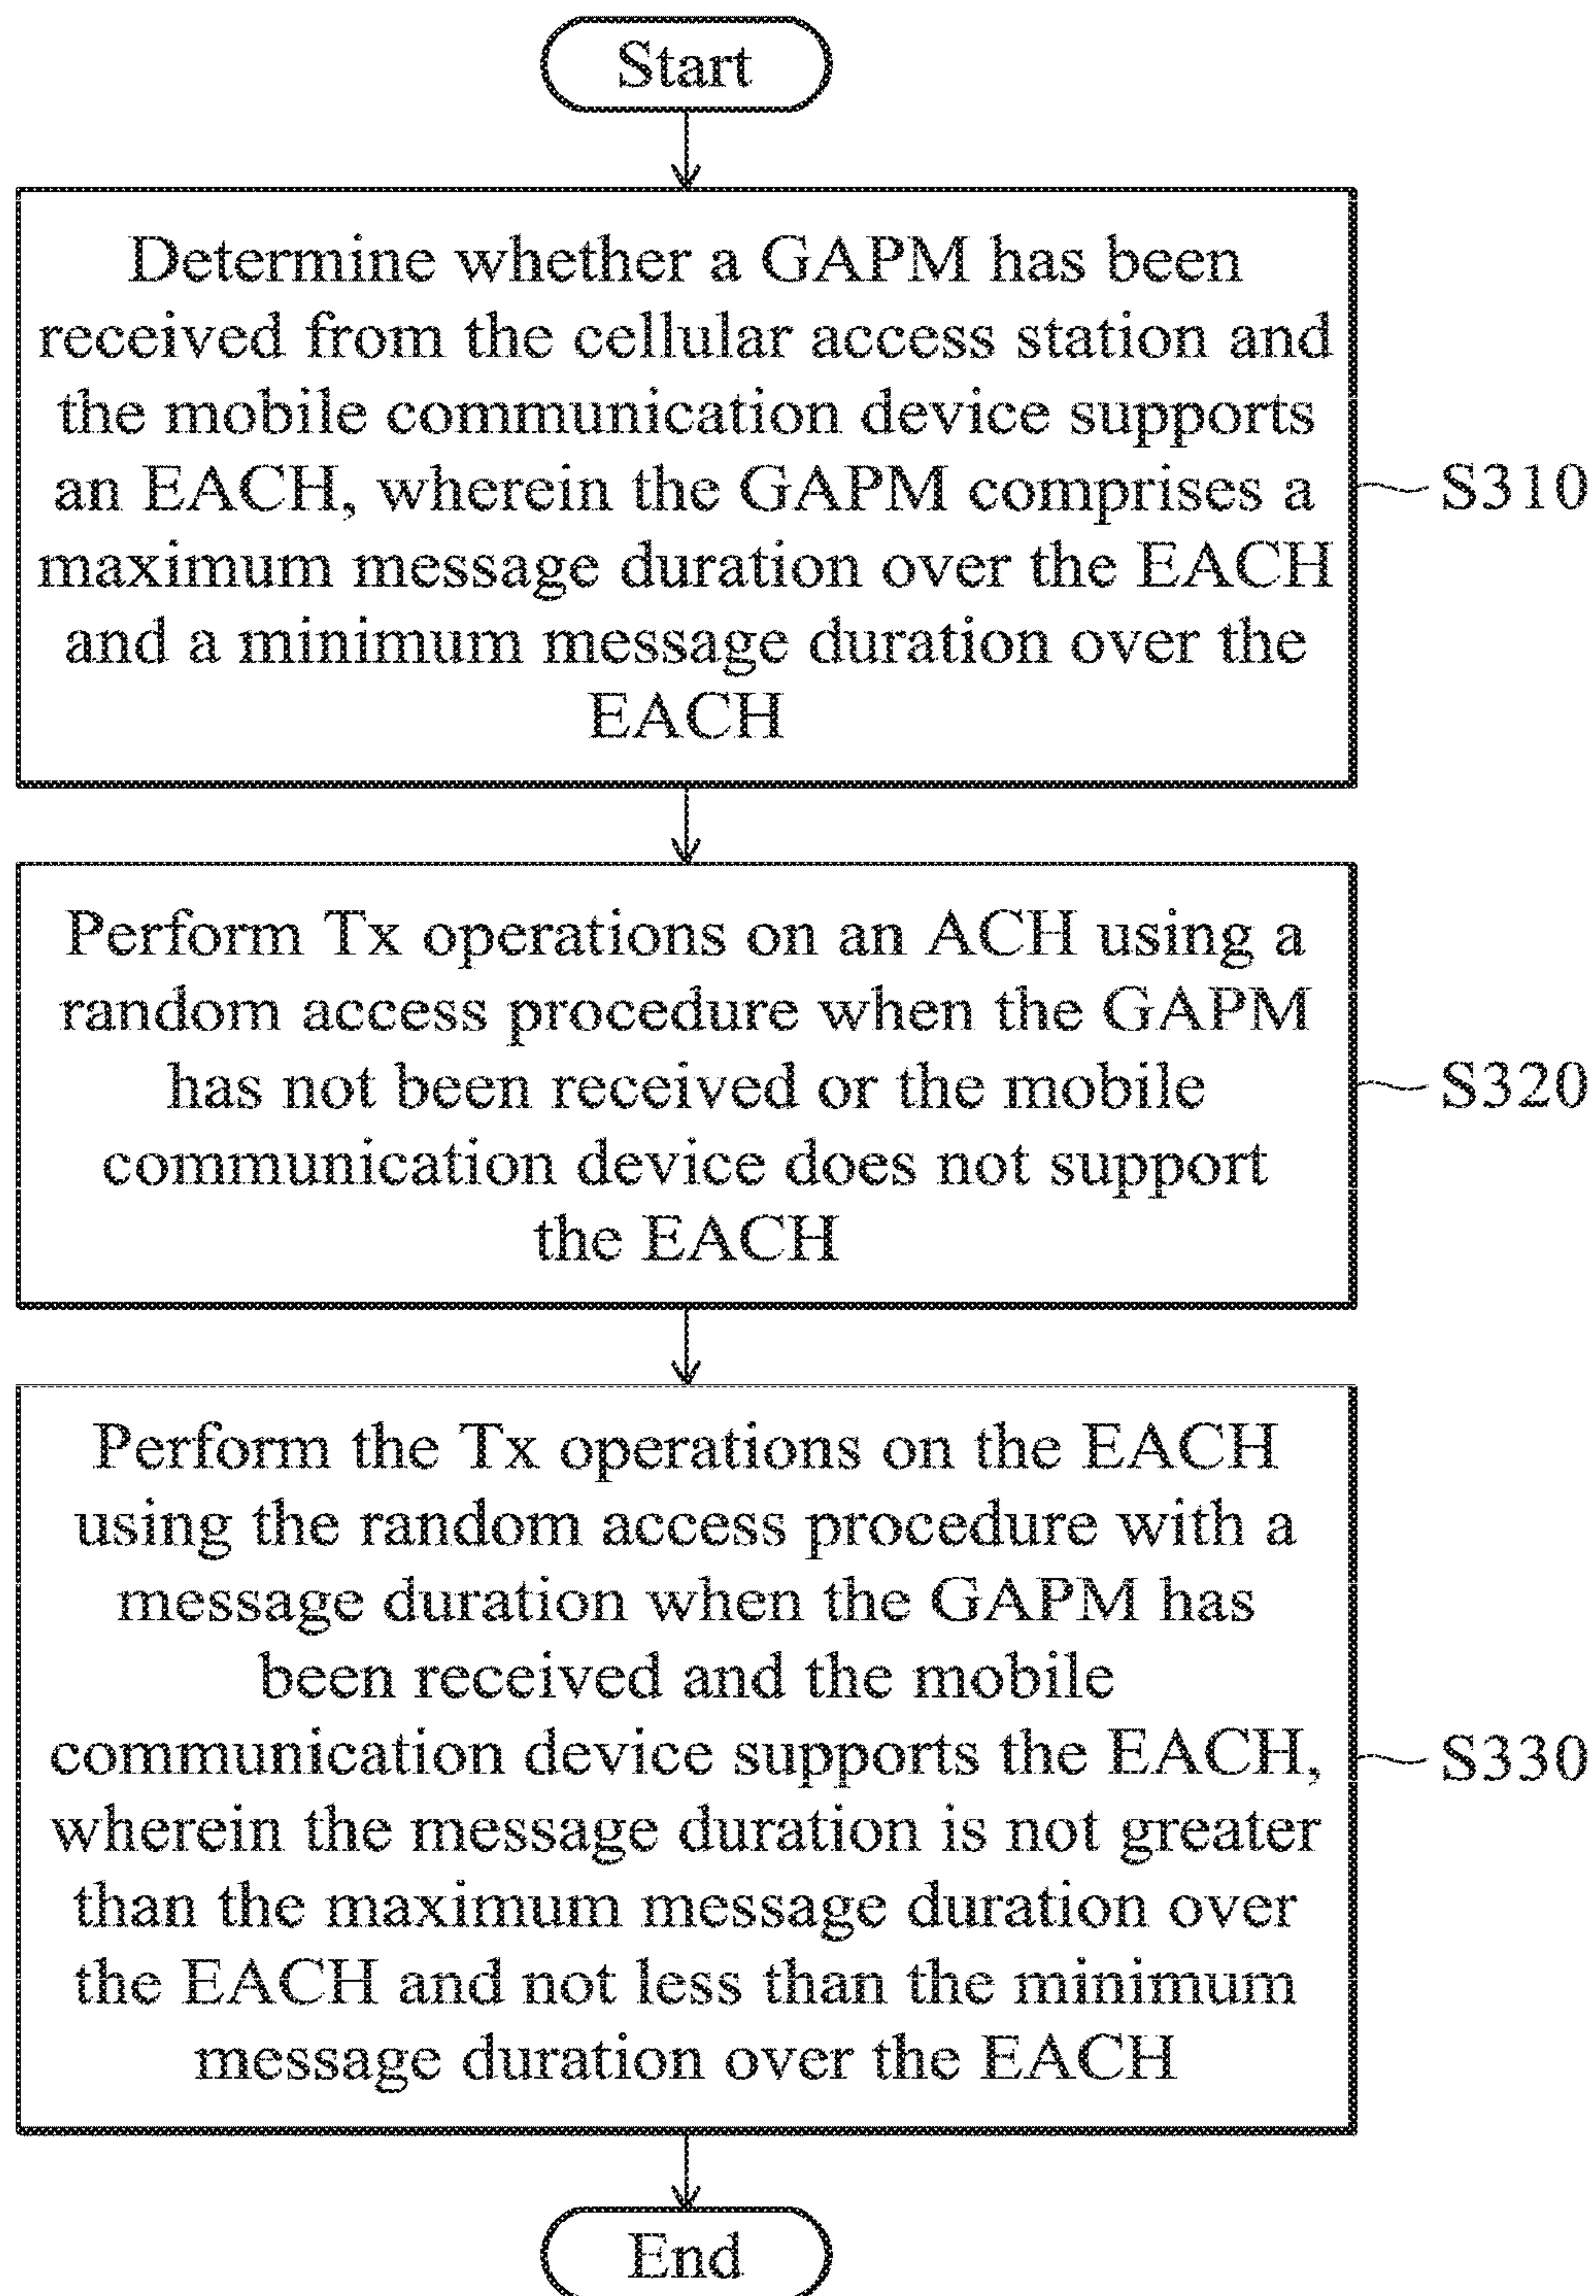 Start
Determine whether a GAPM has been
received from the cellular access station and
the mobile communication device supports
an EACH, wherein the GAPM comprises a
maximum message duration over the EACH
and a minimum message duration over the
EACH
S310
Perform Tx operations on an ACH using a
random access procedure when the GAPM
has not been received or the mobile
communication device does not support
the EACH
S320
Perform the Tx operations on the EACH
using the random access procedure with a
message duration when the GAPM has
been received and the mobile
communication device supports the EACH,
wherein the message duration is not greater
than the maximum message duration over
the EACH and not less than the minimum
message duration over the EACH
S330
End